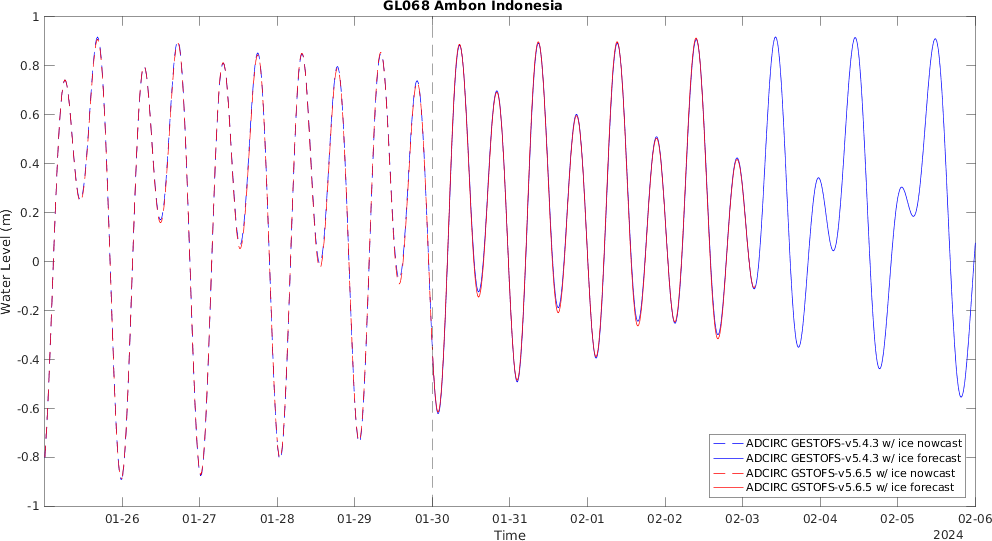 GL068 Ambon Indonesia
1
0.8
0.6
0.4
0.2
0
-0.2
-0.4
-0.6
-0.8
-1
Water Level (m)
ADCIRC GESTOFS-v5.4.3 w/ ice nowcast
ADCIRC GESTOFS-v5.4.3 w/ ice forecast
ADCIRC GSTOFS-v5.6.5 w/ ice nowcast
ADCIRC GSTOFS-v5.6.5 w/ ice forecast
01-26 01-27 01-28 01-29 01-30 01-31 02-01 02-02 02-03 02-04 02-05 02-06
Time
2024